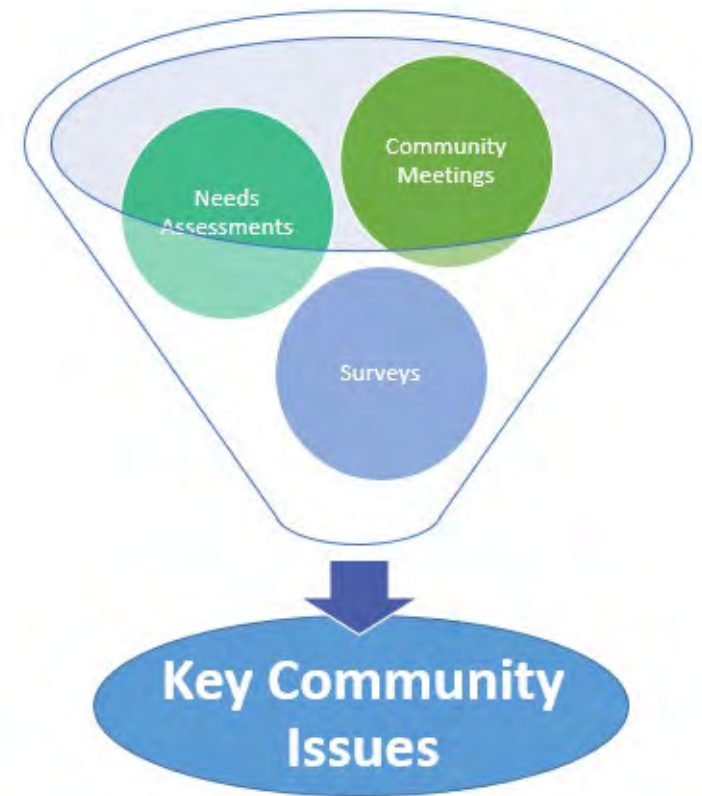 Community
Meetings
Needs
Assessments
Surveys
Key Community
Issues